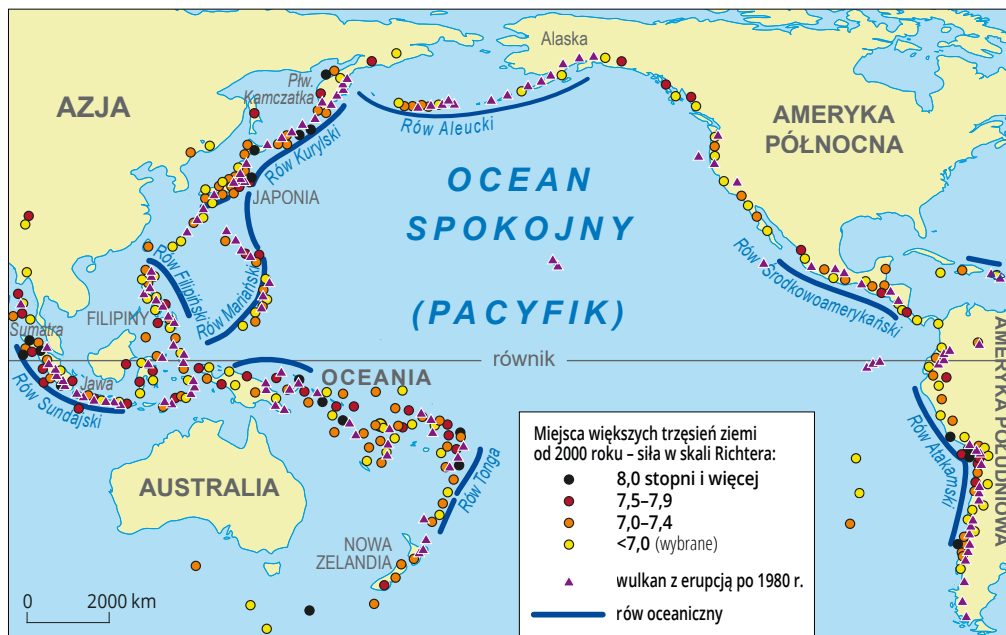 Alaska
AZJA
Płw.
Kamczatka
Rów Aleucki
AMERYKA
PÓŁNOCNA
Rów Kurylski
JAPONIA
OCEAN
SPOKOJNY
(PACYFIK)
Rów Filipiński
Rów Mariański
Rów Środkowoamerykański
FILIPINY
Sumatra
równik
OCEANIA
Jawa
Rów Sundajski
AMERYKA POŁUDNIOWA
Rów Atakamski
AUSTRALIA
Rów Tonga
NOWA
ZELANDIA
0 2000 km
Miejsca większych trzęsień ziemi
od 2000 roku – siła w skali Richtera:
8,0 stopni i więcej
7,5–7,9
7,0–7,4
<7,0 (wybrane)
wulkan z erupcją po 1980 r.
rów oceaniczny